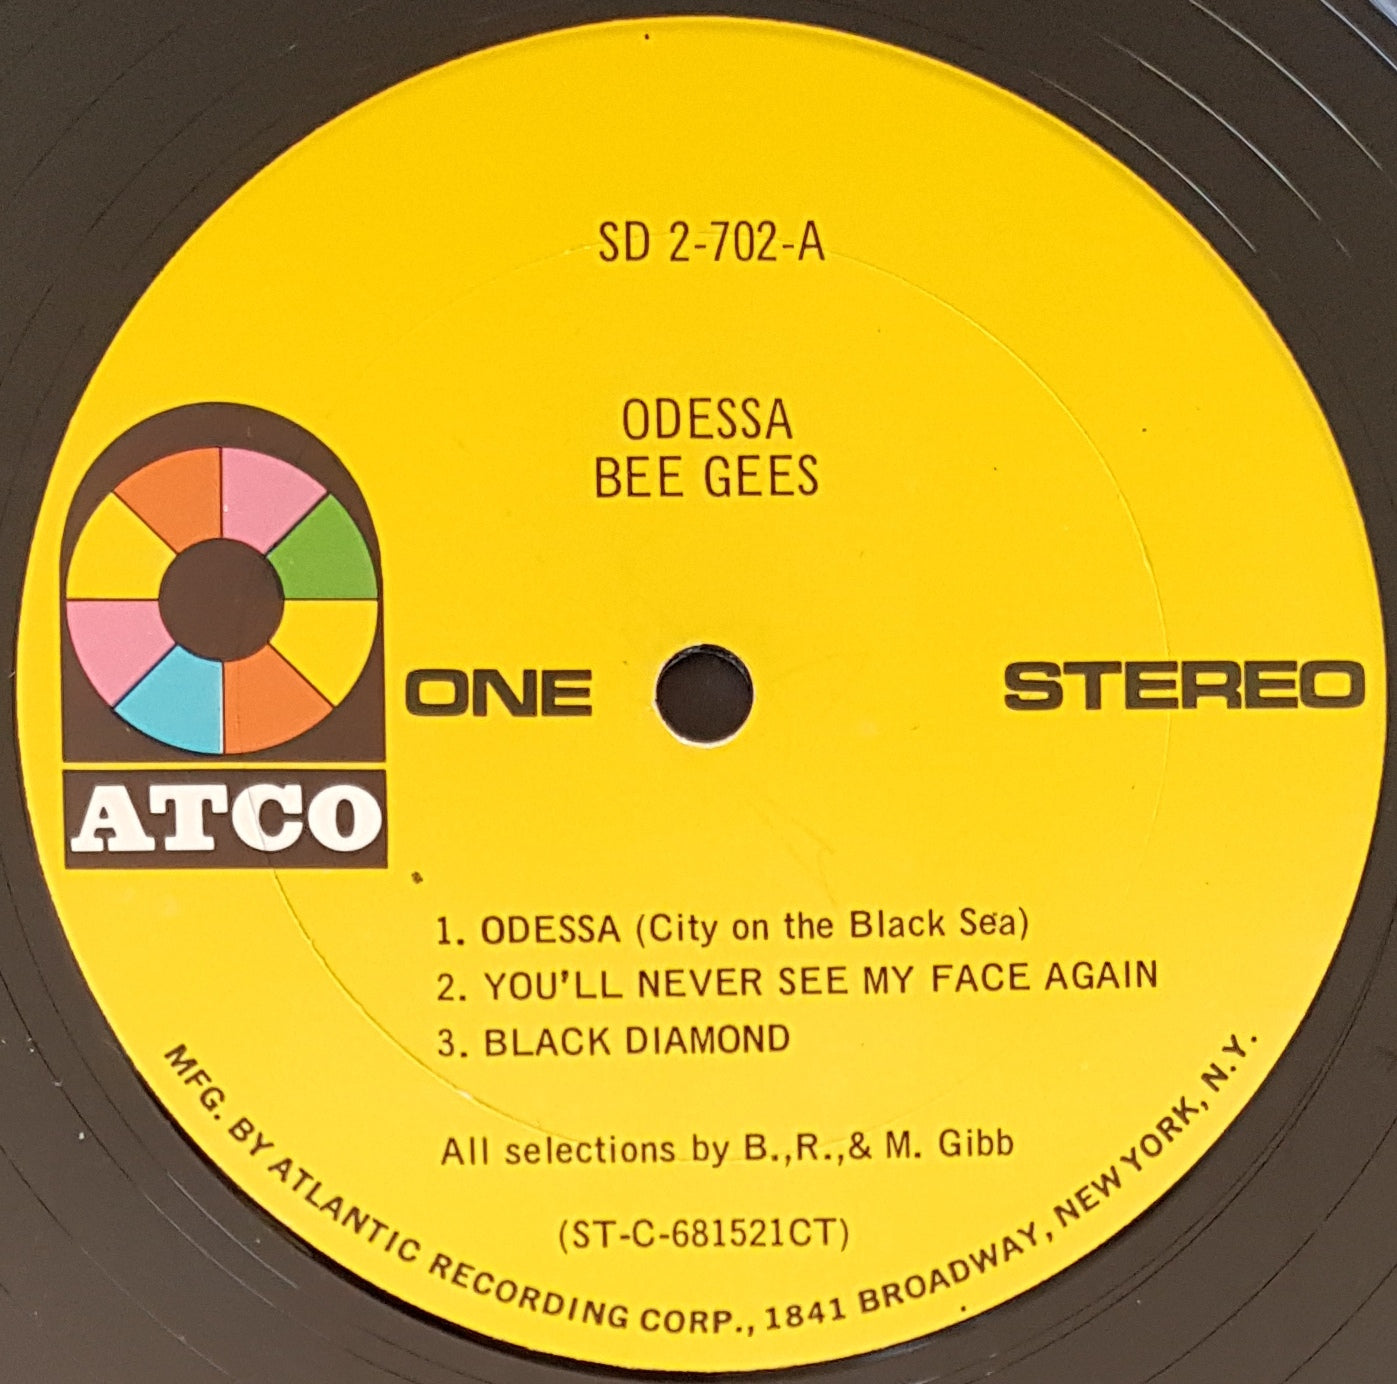 SD 2-702-A
ODESSA
BEE GEES
ONE
STEREO
ATCO
1. ODESSA (City on the Black Sea)
2. YOU'LL NEVER SEE MY FACE AGAIN
3. BLACK DIAMOND
All selections by B.,R.,& M. Gibb
(ST-C-681521CT)
MFG. BY ATLANTIC RECORDING CORP., 1841 BROADWAY, NEW YORK, N.Y.